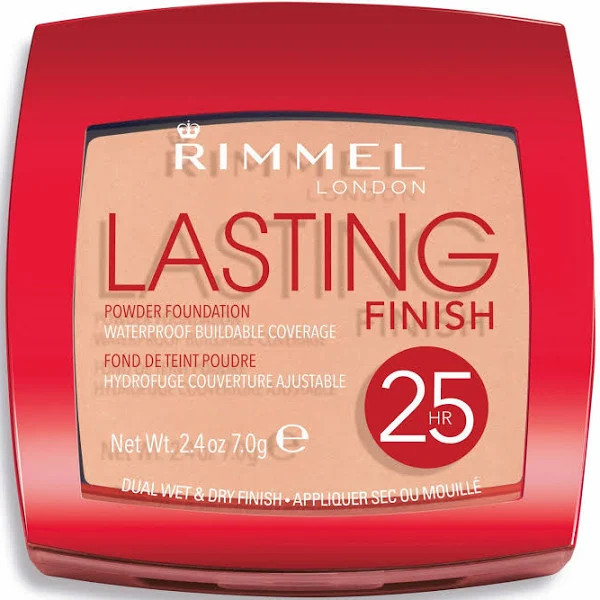 RIMMEL
LONDON
LASTING
FINISH
POWDER FOUNDATION
WATERPROOF BUILDABLE COVERAGE
FOND DE TEINT POUDRE
HYDROFUGE COUVERTURE AJUSTABLE
25
HR
Net Wt. 2.4 oz 7.0g ℮
DUAL WET & DRY FINISH • APPLIQUER SEC OU MOUILLÉ